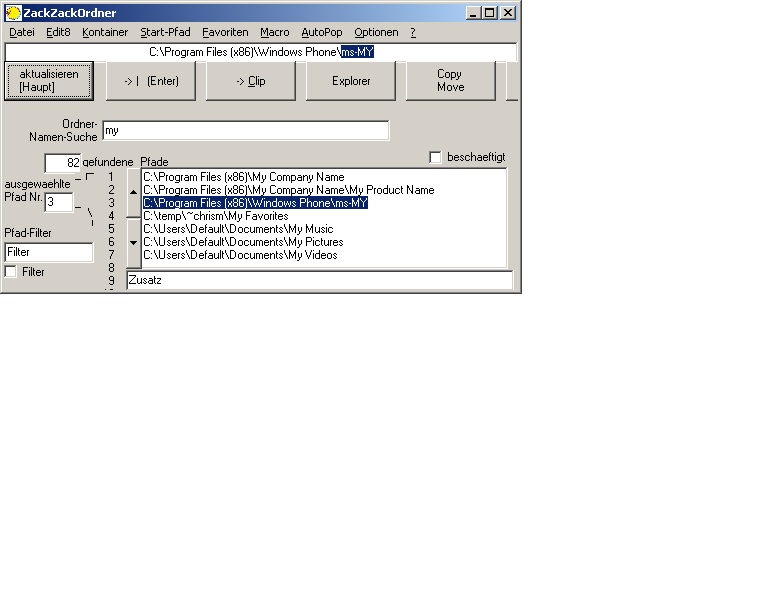 ZackZackOrdner
Datei Edit8 Kontainer Start-Pfad Favoriten Macro AutoPop Optionen ?
C:\Program Files (x86)\Windows Phone\ms-MY
aktualisieren
[Haupt]
->| (Enter)
-> Clip
Explorer
Copy
Move
Ordner-
Namen-Suche
my
82 gefundene Pfade
beschaeftigt
ausgewaehlte
Pfad Nr. 3
1 C:\Program Files (x86)\My Company Name
2 C:\Program Files (x86)\My Company Name\My Product Name
3 C:\Program Files (x86)\Windows Phone\ms-MY
4 C:\temp\~chrism\My Favorites
5 C:\Users\Default\Documents\My Music
6 C:\Users\Default\Documents\My Pictures
7 C:\Users\Default\Documents\My Videos
8
9 Zusatz
Pfad-Filter
Filter
Filter